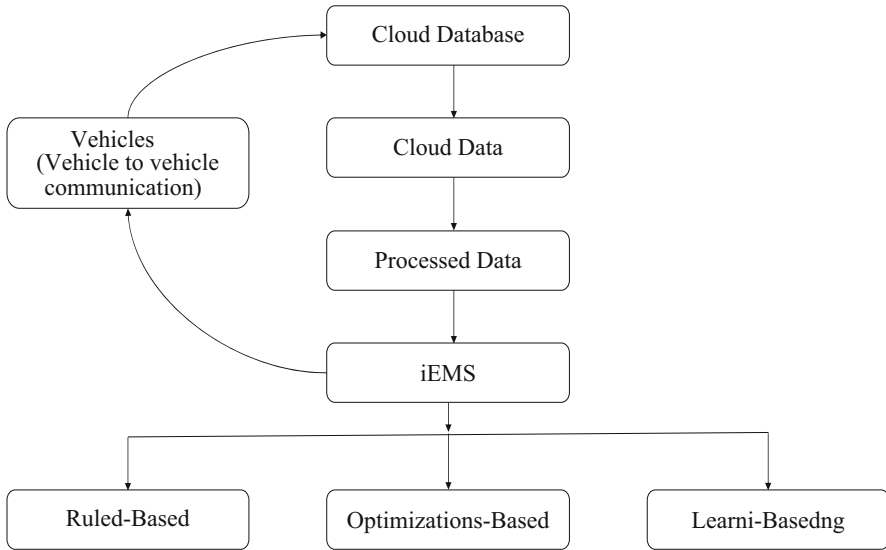 Cloud Database
Vehicles
(Vehicle to vehicle
communication)
Cloud Data
Processed Data
iEMS
Ruled-Based
Optimizations-Based
Learni-Basedng